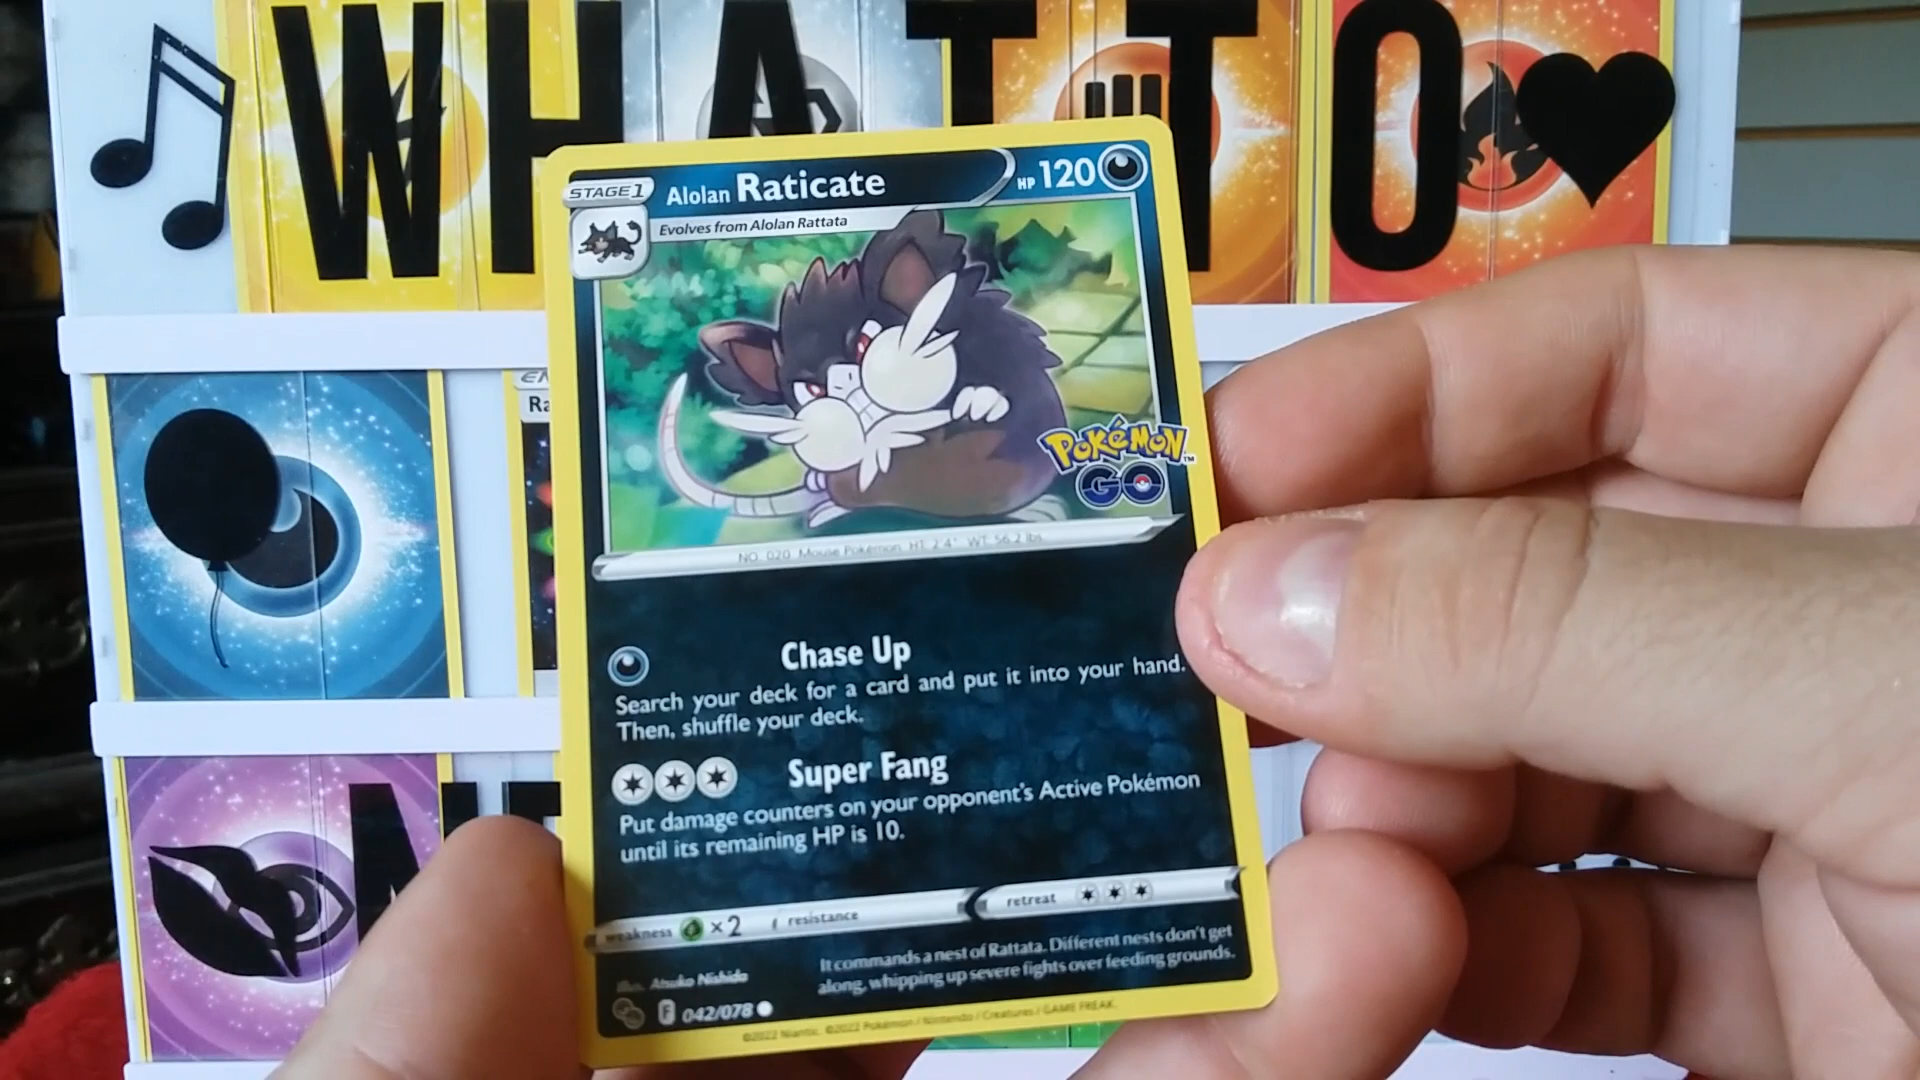 WHAT TO
STAGE 1
Alolan Raticate
HP 120
Evolves from Alolan Rattata
Pokémon
GO
NO. 020 Mouse Pokémon HT: 2'4" WT: 56.2 lbs
Chase Up
Search your deck for a card and put it into your hand.
Then, shuffle your deck.
Super Fang
Put damage counters on your opponent's Active Pokémon
until its remaining HP is 10.
weakness ×2 resistance
retreat
Illus. Atsuko Nishida
It commands a nest of Rattata. Different nests don't get
along, whipping up severe fights over feeding grounds.
F 042/078
©2022 Niantic. ©2022 Pokémon / Nintendo / Creatures / GAME FREAK.